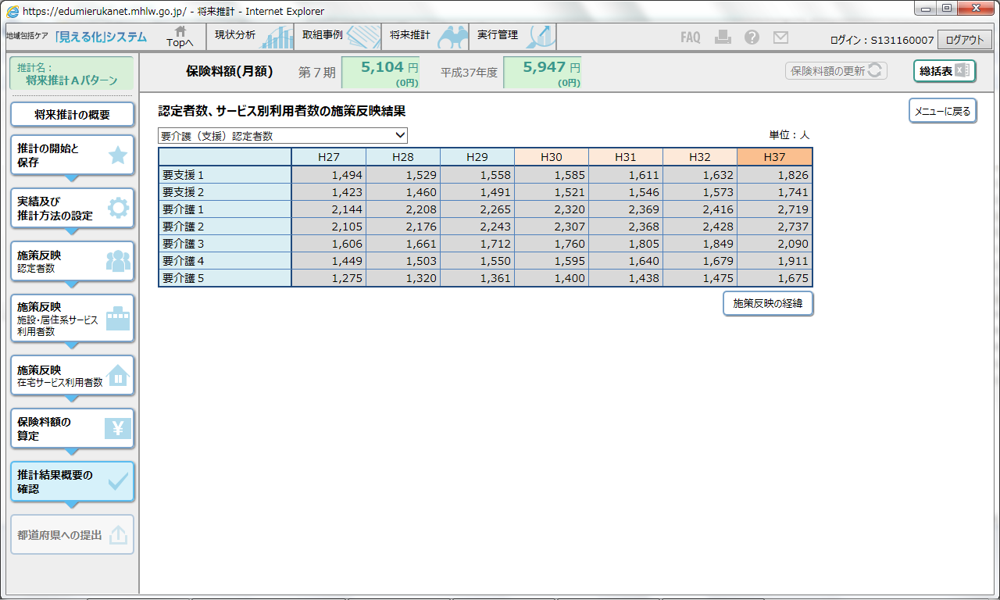 https://edumierukanet.mhlw.go.jp/ - 将来推計 - Internet Explorer
地域包括ケア 「見える化」システム Topへ 現状分析 取組事例 将来推計 実行管理 FAQ ログイン：S131160007 ログアウト
推計名：
将来推計Ａパターン
保険料額(月額) 第７期 5,104 円 (0円) 平成37年度 5,947 円 (0円) 保険料額の更新 総括表
将来推計の概要
推計の開始と
保存
実績及び
推計方法の設定
施策反映
認定者数
施策反映
施設・居住系サービス
利用者数
施策反映
在宅サービス利用者数
保険料額の
算定
推計結果概要の
確認
都道府県への提出
認定者数、サービス別利用者数の施策反映結果 メニューに戻る
要介護（支援）認定者数 単位：人
H27 H28 H29 H30 H31 H32 H37
要支援１ 1,494 1,529 1,558 1,585 1,611 1,632 1,826
要支援２ 1,423 1,460 1,491 1,521 1,546 1,573 1,741
要介護１ 2,144 2,208 2,265 2,320 2,369 2,416 2,719
要介護２ 2,105 2,176 2,243 2,307 2,368 2,428 2,737
要介護３ 1,606 1,661 1,712 1,760 1,805 1,849 2,090
要介護４ 1,449 1,503 1,550 1,595 1,640 1,679 1,911
要介護５ 1,275 1,320 1,361 1,400 1,438 1,475 1,675
施策反映の経緯